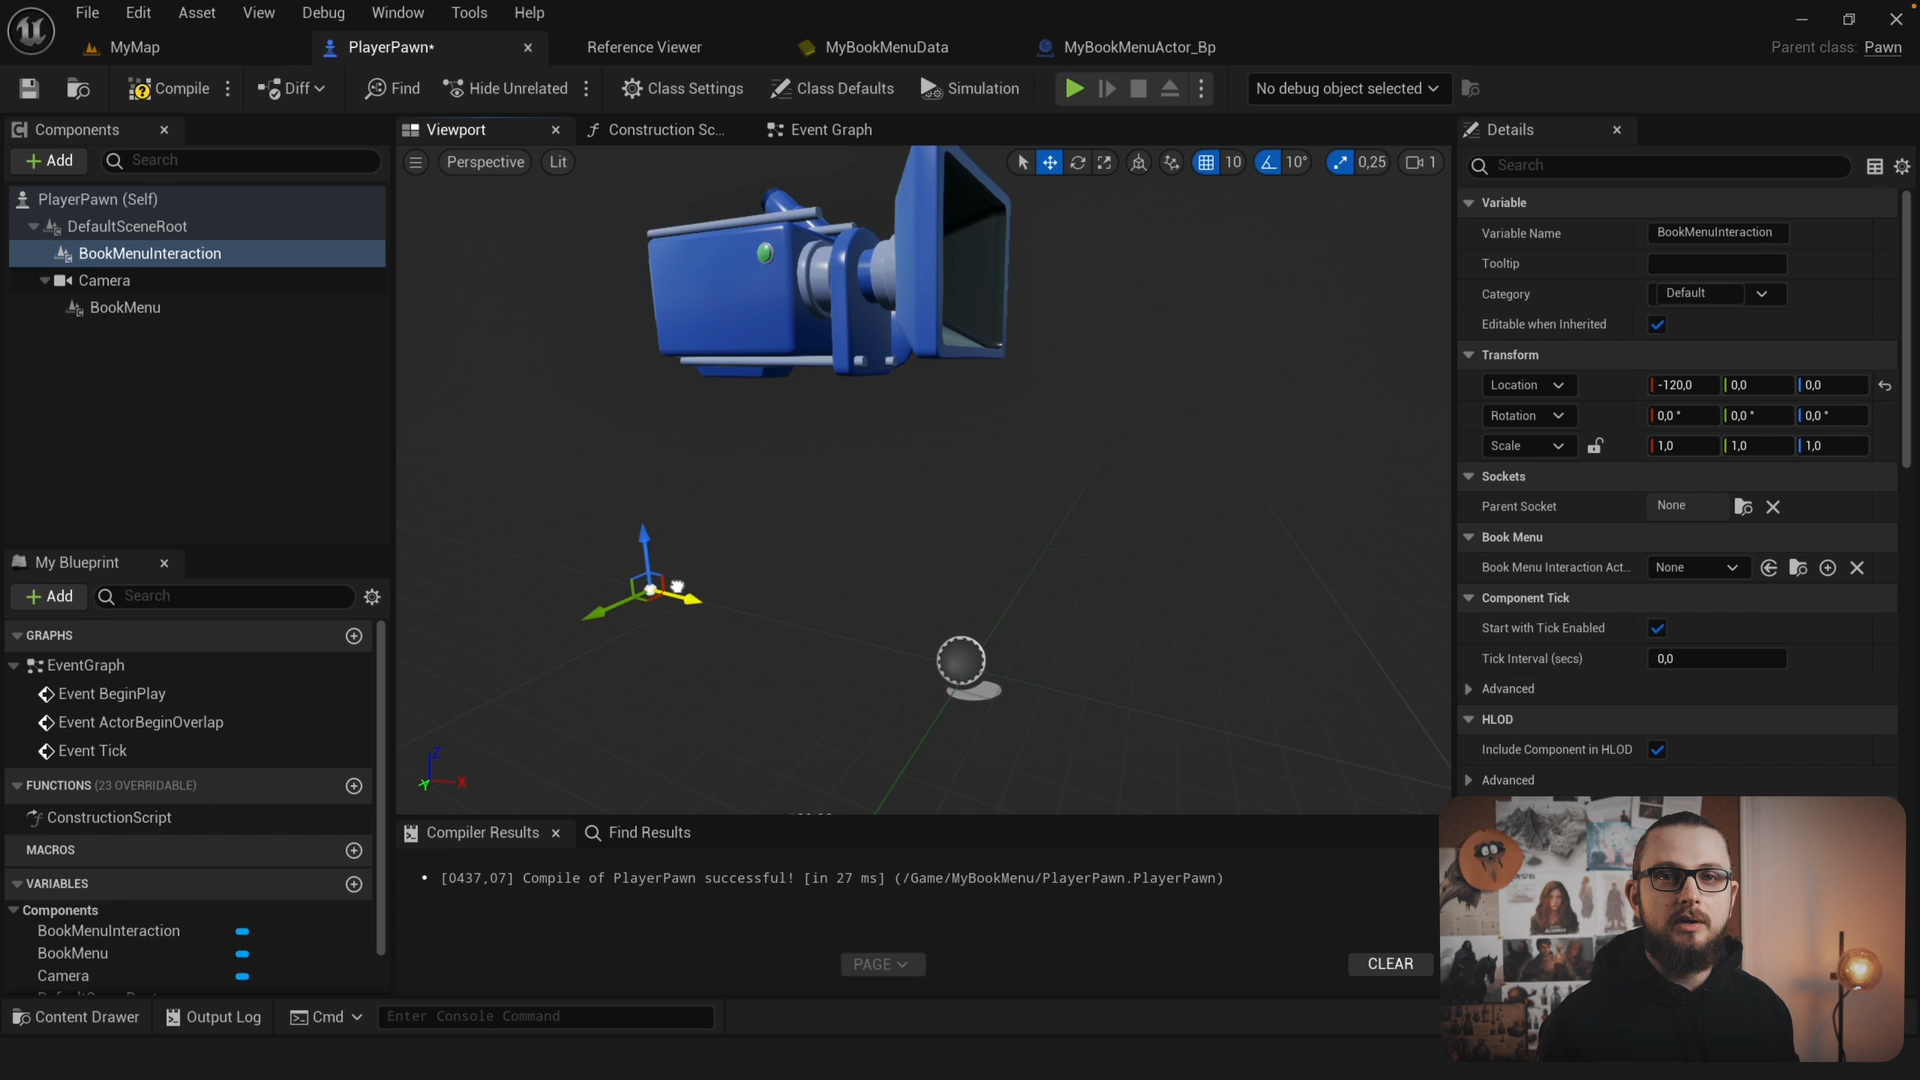 File Edit Asset View Debug Window Tools Help
MyMap
PlayerPawn*
Reference Viewer
MyBookMenuData
MyBookMenuActor_Bp
Parent class: Pawn
Compile
Diff
Find
Hide Unrelated
Class Settings
Class Defaults
Simulation
No debug object selected
Components
Add
Search
PlayerPawn (Self)
DefaultSceneRoot
BookMenuInteraction
Camera
BookMenu
Viewport
Construction Sc...
Event Graph
Perspective
Lit
10
10°
0,25
1
Z
X
Y
My Blueprint
Add
Search
GRAPHS
EventGraph
Event BeginPlay
Event ActorBeginOverlap
Event Tick
FUNCTIONS (23 OVERRIDABLE)
ConstructionScript
MACROS
VARIABLES
Components
BookMenuInteraction
BookMenu
Camera
Compiler Results
Find Results
• [0437,07] Compile of PlayerPawn successful! [in 27 ms] (/Game/MyBookMenu/PlayerPawn.PlayerPawn)
PAGE
CLEAR
Details
Search
Variable
Variable Name BookMenuInteraction
Tooltip
Category Default
Editable when Inherited
Transform
Location -120,0 0,0 0,0
Rotation 0,0 ° 0,0 ° 0,0 °
Scale 1,0 1,0 1,0
Sockets
Parent Socket None
Book Menu
Book Menu Interaction Act... None
Component Tick
Start with Tick Enabled
Tick Interval (secs) 0,0
Advanced
HLOD
Include Component in HLOD
Advanced
Content Drawer
Output Log
Cmd
Enter Console Command